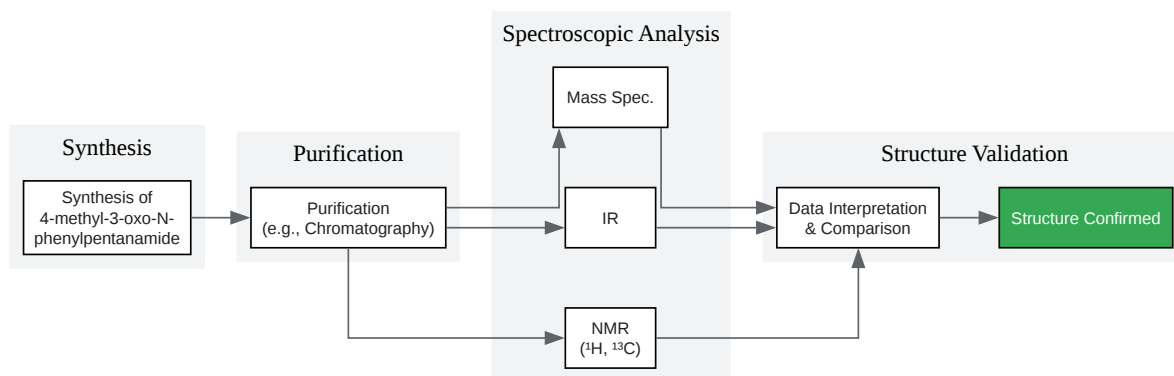 Spectroscopic Analysis
Mass Spec.
Synthesis
Purification
Structure Validation
Synthesis of
4-methyl-3-oxo-N-
phenylpentanamide
Purification
(e.g., Chromatography)
IR
Data Interpretation
& Comparison
Structure Confirmed
NMR
(¹H, ¹³C)